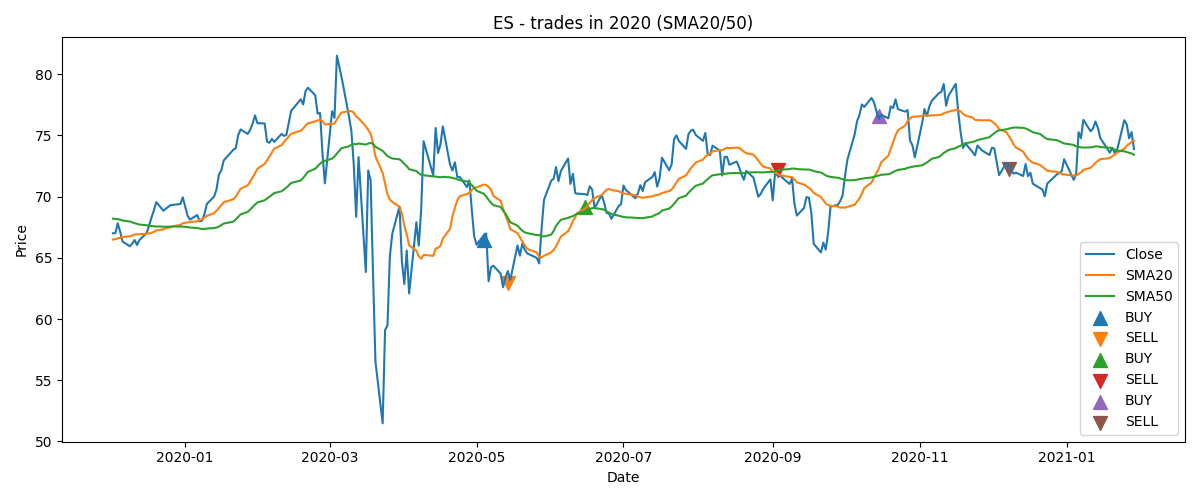 ES - trades in 2020 (SMA20/50)
Price
80
75
70
65
60
55
50
Close
SMA20
SMA50
BUY
SELL
BUY
SELL
BUY
SELL
2020-01 2020-03 2020-05 2020-07 2020-09 2020-11 2021-01
Date